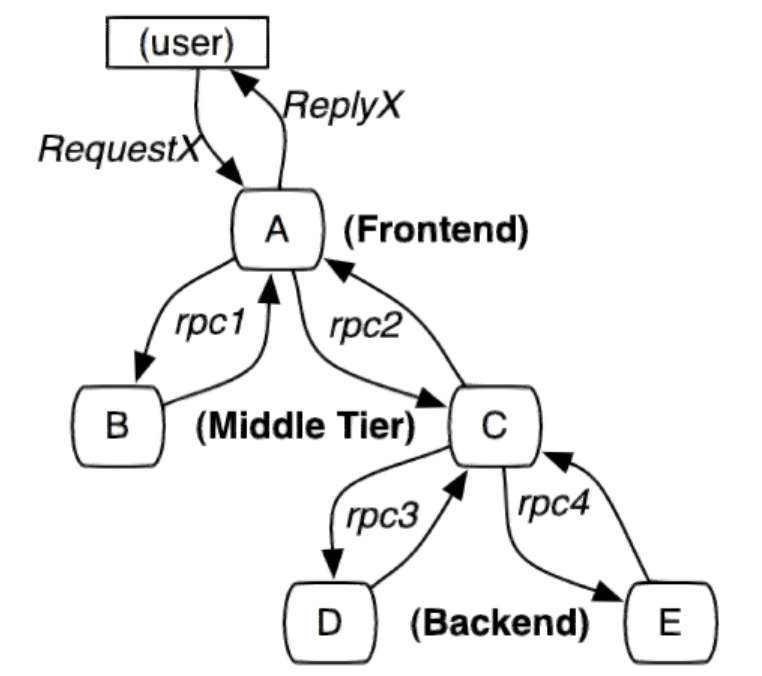 (user)
ReplyX
RequestX
A
(Frontend)
rpc1
rpc2
B
(Middle Tier)
C
rpc3
rpc4
D
(Backend)
E